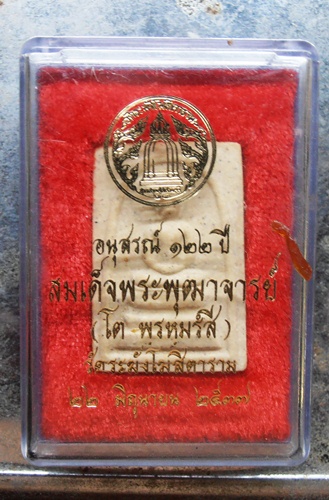 อนุสรณ์ ๑๒๒ ปี
สมเด็จพระพุฒาจารย์
(โต พรหมรํสี)
วัดระฆังโฆสิตาราม
๒๒ มิถุนายน ๒๕๓๗